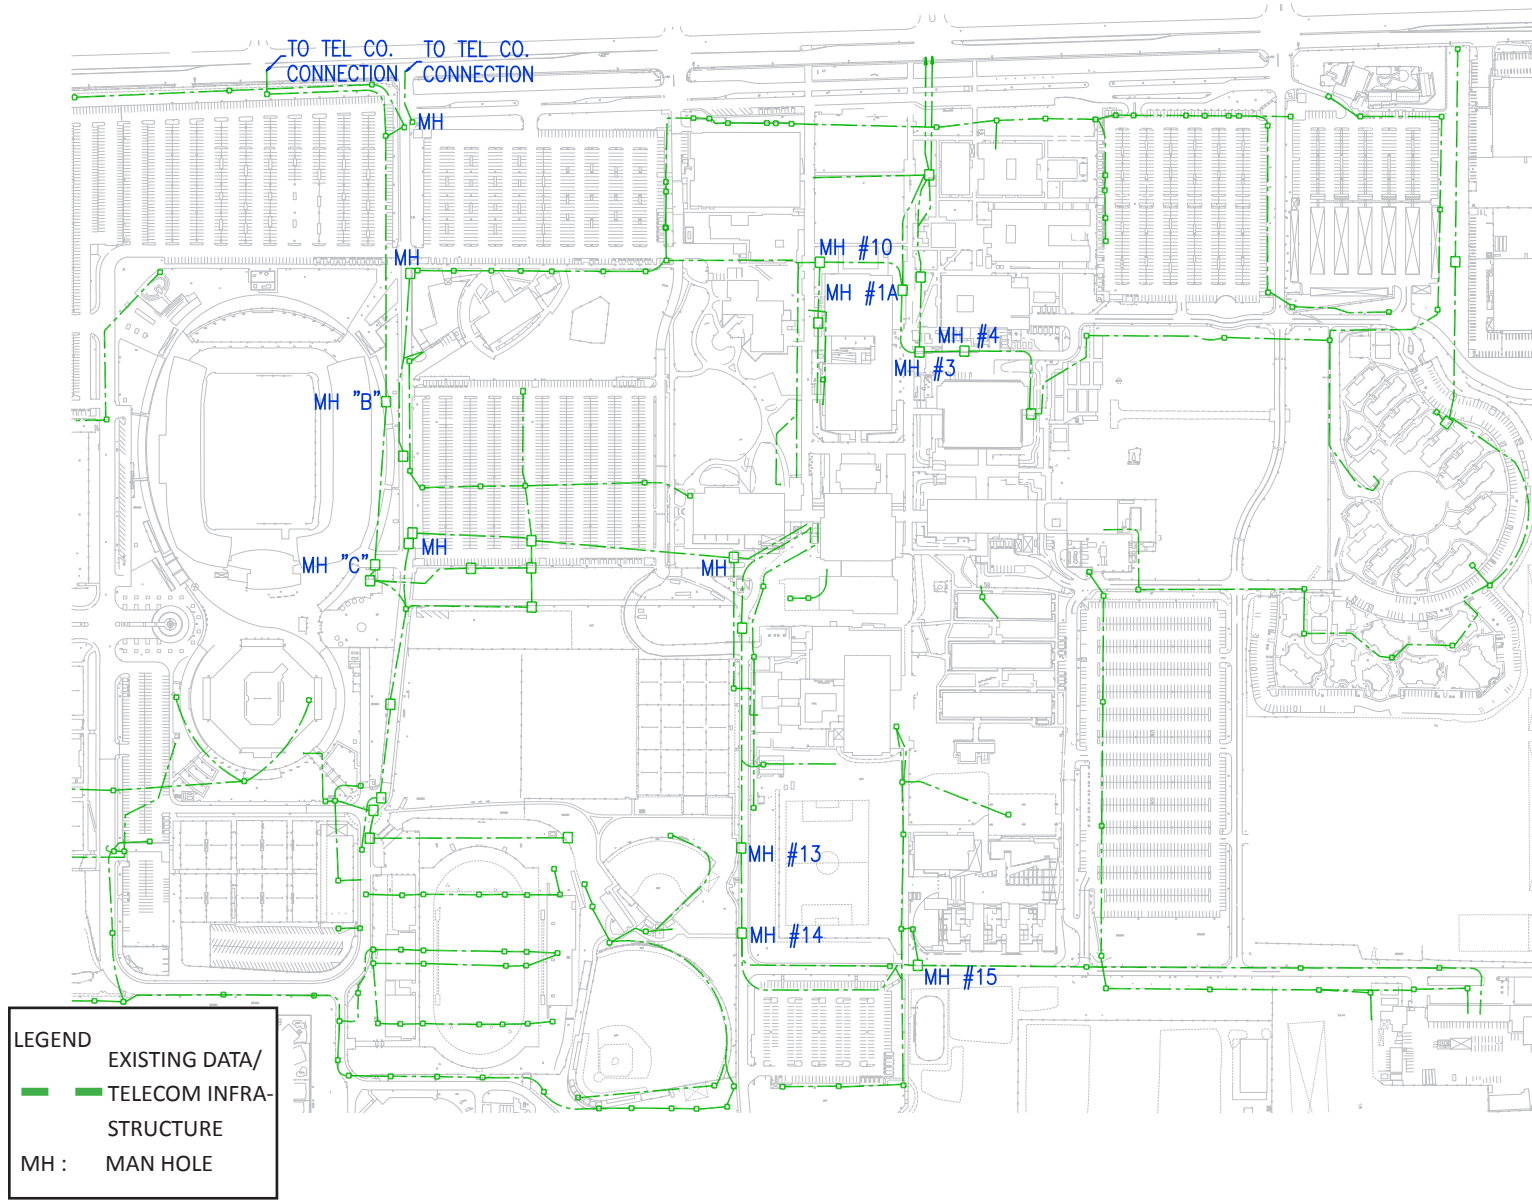 TO TEL CO.
CONNECTION
TO TEL CO.
CONNECTION
MH
MH
MH #10
MH #1A
MH #4
MH #3
MH "B"
MH
MH "C"
MH
MH #13
MH #14
MH #15
LEGEND
EXISTING DATA/
TELECOM INFRA-
STRUCTURE
MH : MAN HOLE